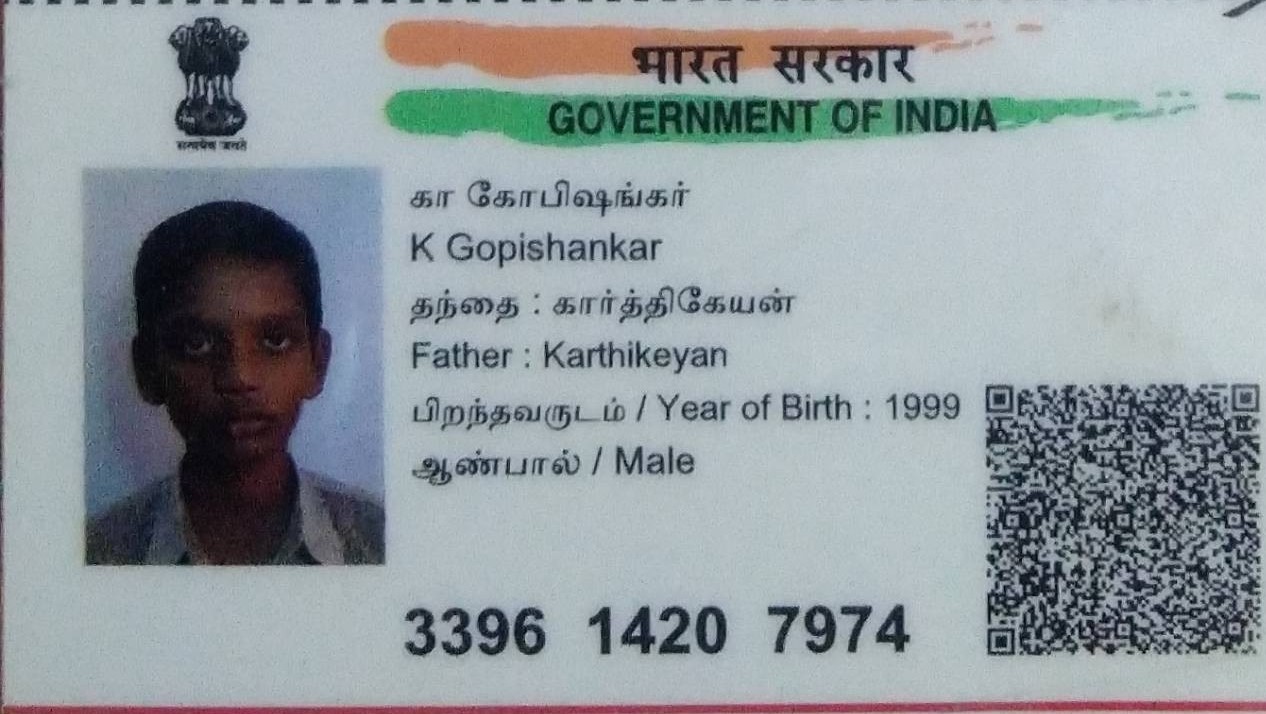 भारत सरकार
GOVERNMENT OF INDIA
सत्यमेव जयते
கா கோபிஷங்கர்
K Gopishankar
தந்தை : கார்த்திகேயன்
Father : Karthikeyan
பிறந்தவருடம் / Year of Birth : 1999
ஆண்பால் / Male
3396 1420 7974